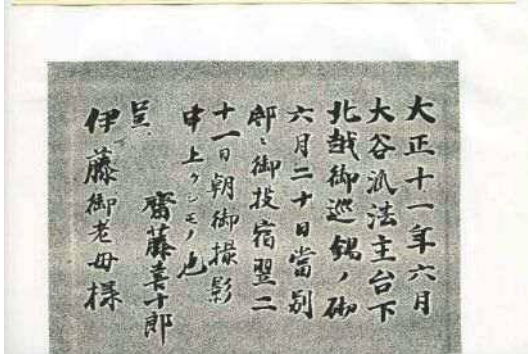 大正十一年六月
大谷派法主台下
北越御巡錫ノ砌
六月二十日當別
邸ニ御投宿翌二
十一日朝御撮影
申上ケシモノ也
齋藤喜十郎
呈
伊藤御老母様